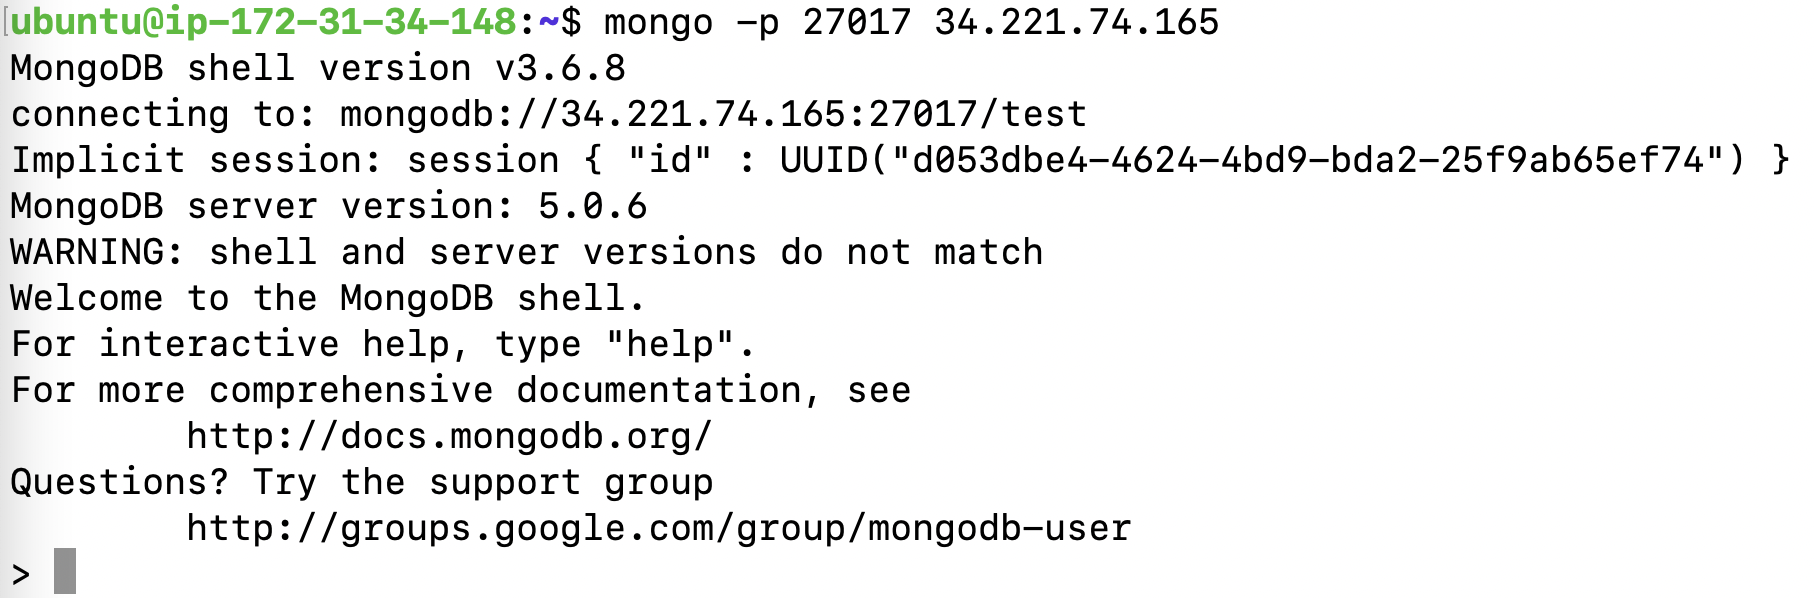 ubuntu@ip-172-31-34-148:~$ mongo -p 27017 34.221.74.165
MongoDB shell version v3.6.8
connecting to: mongodb://34.221.74.165:27017/test
Implicit session: session { "id" : UUID("d053dbe4-4624-4bd9-bda2-25f9ab65ef74") }
MongoDB server version: 5.0.6
WARNING: shell and server versions do not match
Welcome to the MongoDB shell.
For interactive help, type "help".
For more comprehensive documentation, see
        http://docs.mongodb.org/
Questions? Try the support group
        http://groups.google.com/group/mongodb-user
>